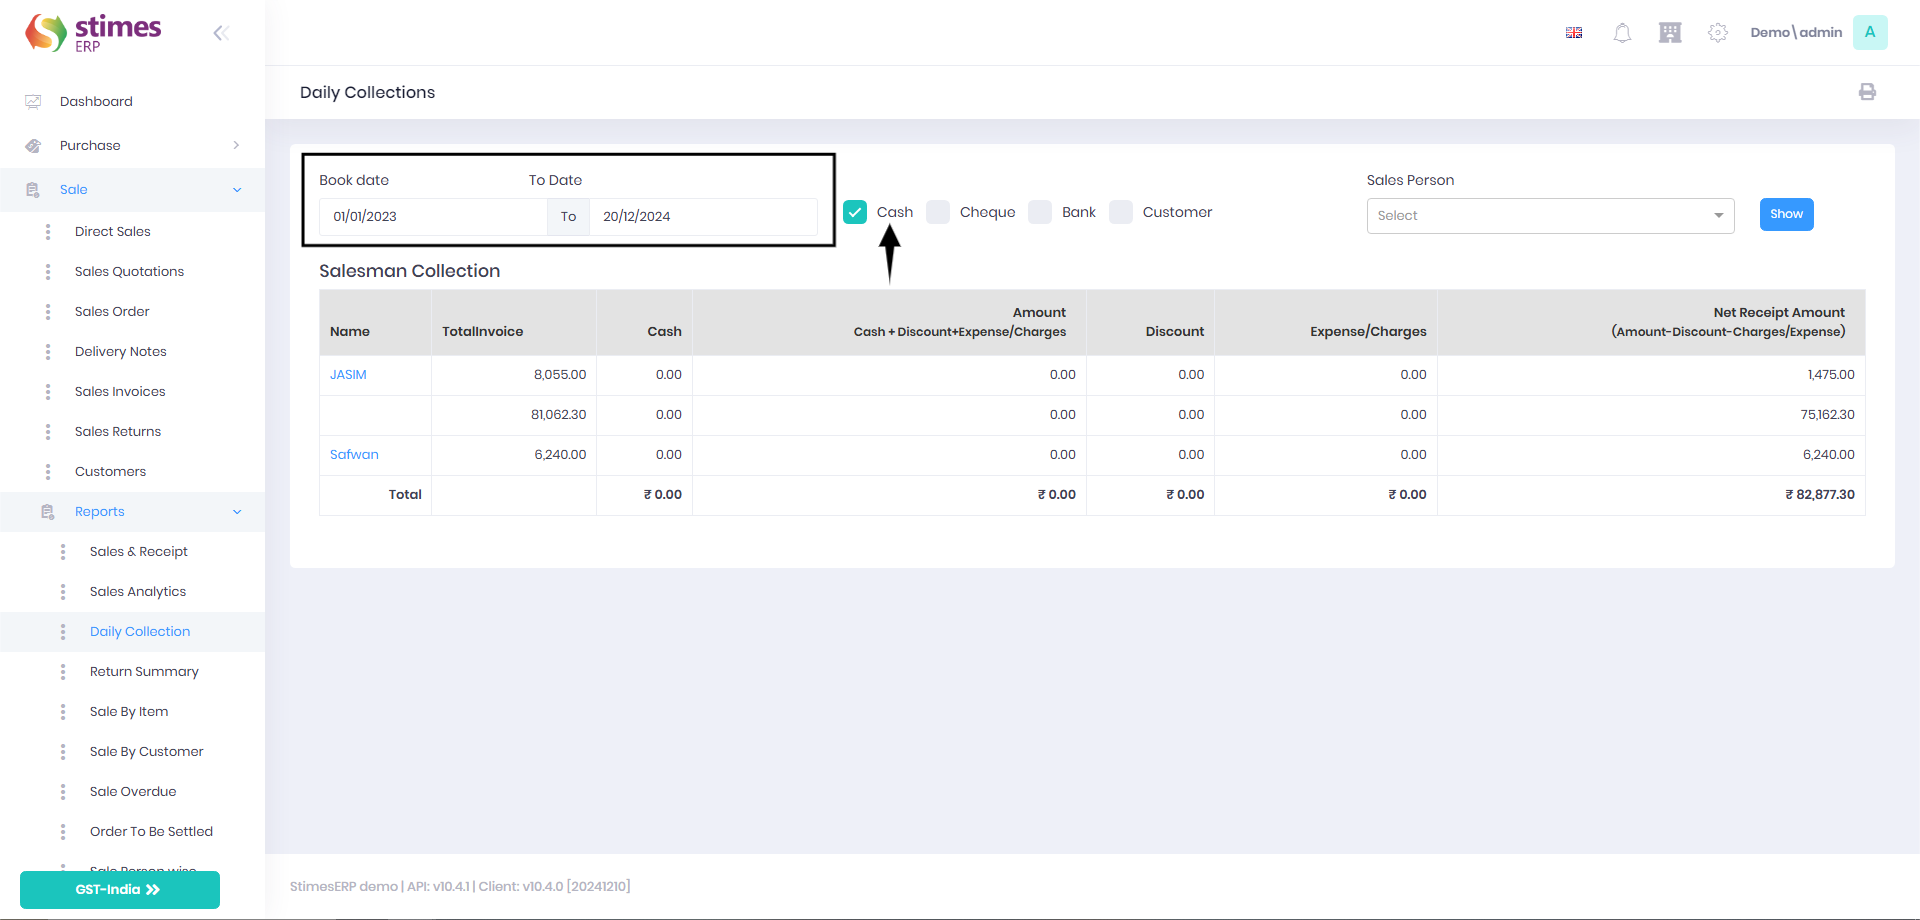 stimes
ERP
Demo\admin
A
Dashboard
Purchase
Sale
Direct Sales
Sales Quotations
Sales Order
Delivery Notes
Sales Invoices
Sales Returns
Customers
Reports
Sales & Receipt
Sales Analytics
Daily Collection
Return Summary
Sale By Item
Sale By Customer
Sale Overdue
Order To Be Settled
Sale Person wise
GST-India
Daily Collections
Book date To Date
01/01/2023 To 20/12/2024
Cash Cheque Bank Customer
Sales Person
Select
Show
Salesman Collection
Name TotalInvoice Cash Amount Cash + Discount+Expense/Charges Discount Expense/Charges Net Receipt Amount (Amount-Discount-Charges/Expense)
JASIM 8,055.00 0.00 0.00 0.00 0.00 1,475.00
81,062.30 0.00 0.00 0.00 0.00 75,162.30
Safwan 6,240.00 0.00 0.00 0.00 0.00 6,240.00
Total ₹ 0.00 ₹ 0.00 ₹ 0.00 ₹ 0.00 ₹ 82,877.30
StimesERP demo | API: v10.4.1 | Client: v10.4.0 [20241210]